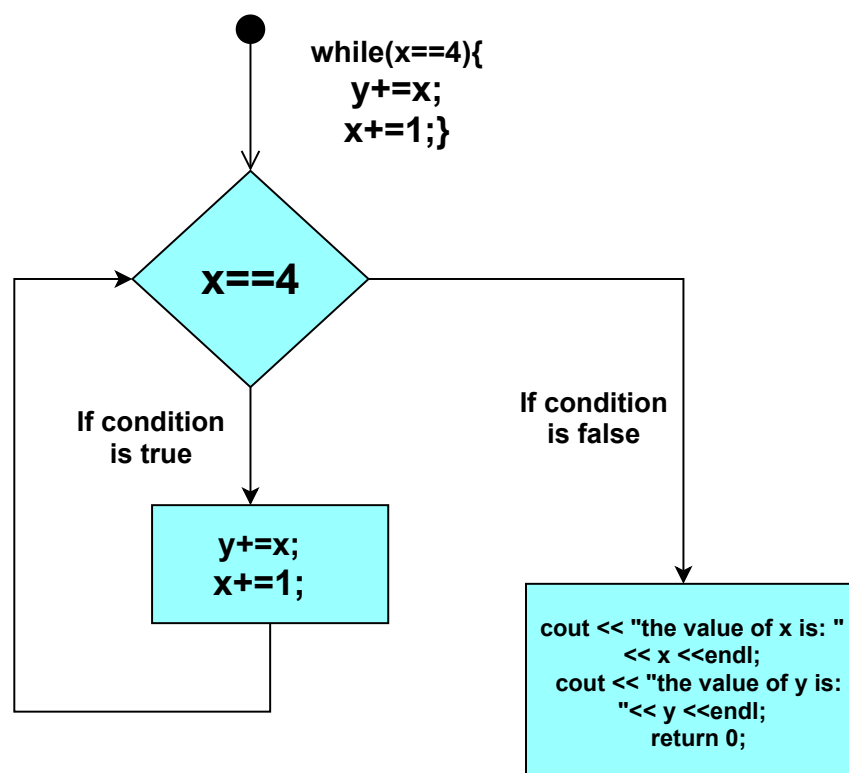 while(x==4){
y+=x;
x+=1;}
x==4
If condition
is true
If condition
is false
y+=x;
x+=1;
cout << "the value of x is: "
<< x <<endl;
cout << "the value of y is:
"<< y <<endl;
return 0;